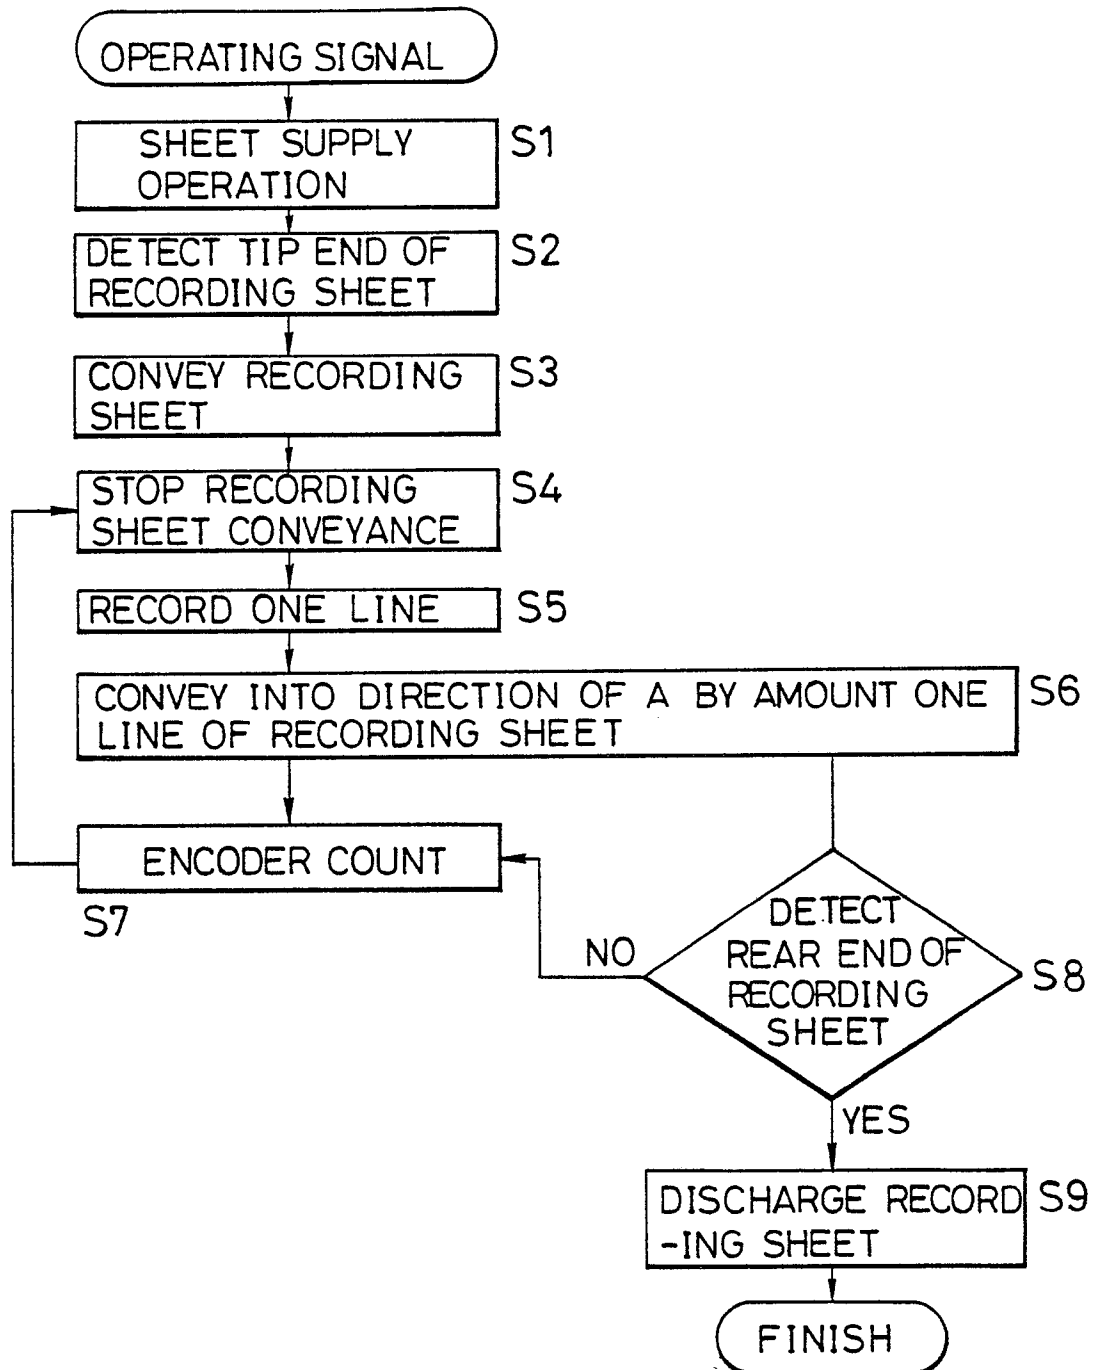 OPERATING SIGNAL
SHEET SUPPLY
OPERATION
S1
DETECT TIP END OF
RECORDING SHEET
S2
CONVEY RECORDING
SHEET
S3
STOP RECORDING
SHEET CONVEYANCE
S4
RECORD ONE LINE
S5
CONVEY INTO DIRECTION OF A BY AMOUNT ONE
LINE OF RECORDING SHEET
S6
ENCODER COUNT
S7
NO
DETECT
REAR END OF
RECORDING
SHEET
S8
YES
DISCHARGE RECORD
-ING SHEET
S9
FINISH